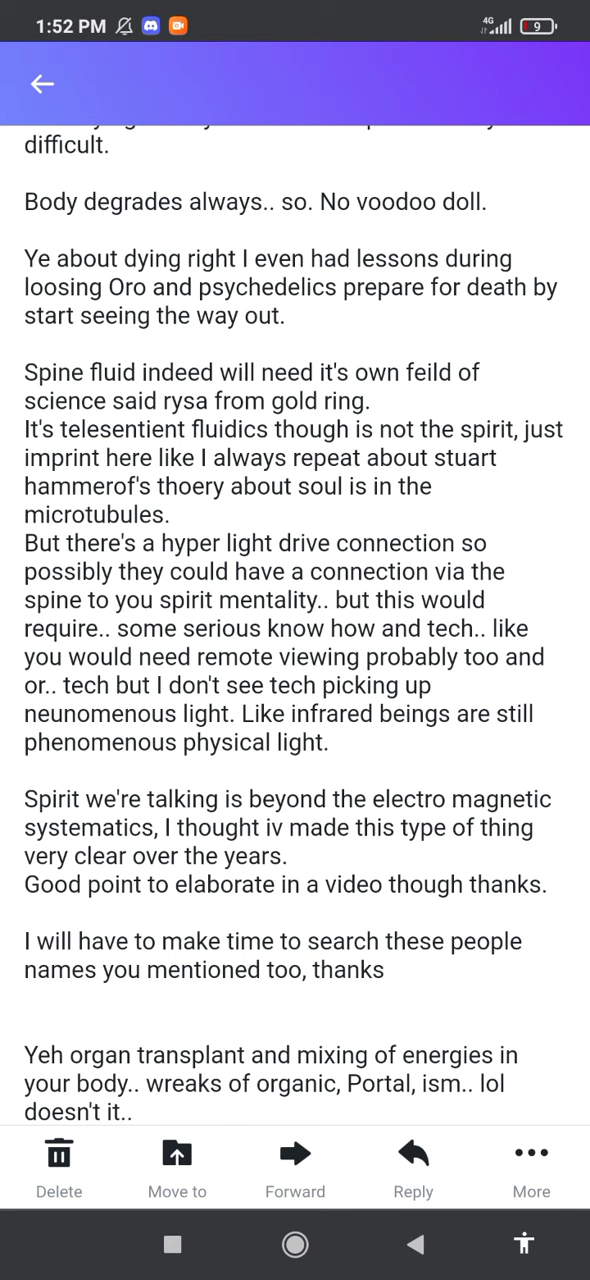 1:52 PM
4G
9
difficult.
Body degrades always.. so. No voodoo doll.
Ye about dying right I even had lessons during
loosing Oro and psychedelics prepare for death by
start seeing the way out.
Spine fluid indeed will need it's own feild of
science said rysa from gold ring.
It's telesentient fluidics though is not the spirit, just
imprint here like I always repeat about stuart
hammerof's thoery about soul is in the
microtubules.
But there's a hyper light drive connection so
possibly they could have a connection via the
spine to you spirit mentality.. but this would
require.. some serious know how and tech.. like
you would need remote viewing probably too and
or.. tech but I don't see tech picking up
neunomenous light. Like infrared beings are still
phenomenous physical light.
Spirit we're talking is beyond the electro magnetic
systematics, I thought iv made this type of thing
very clear over the years.
Good point to elaborate in a video though thanks.
I will have to make time to search these people
names you mentioned too, thanks
Yeh organ transplant and mixing of energies in
your body.. wreaks of organic, Portal, ism.. lol
doesn't it..
Delete
Move to
Forward
Reply
More